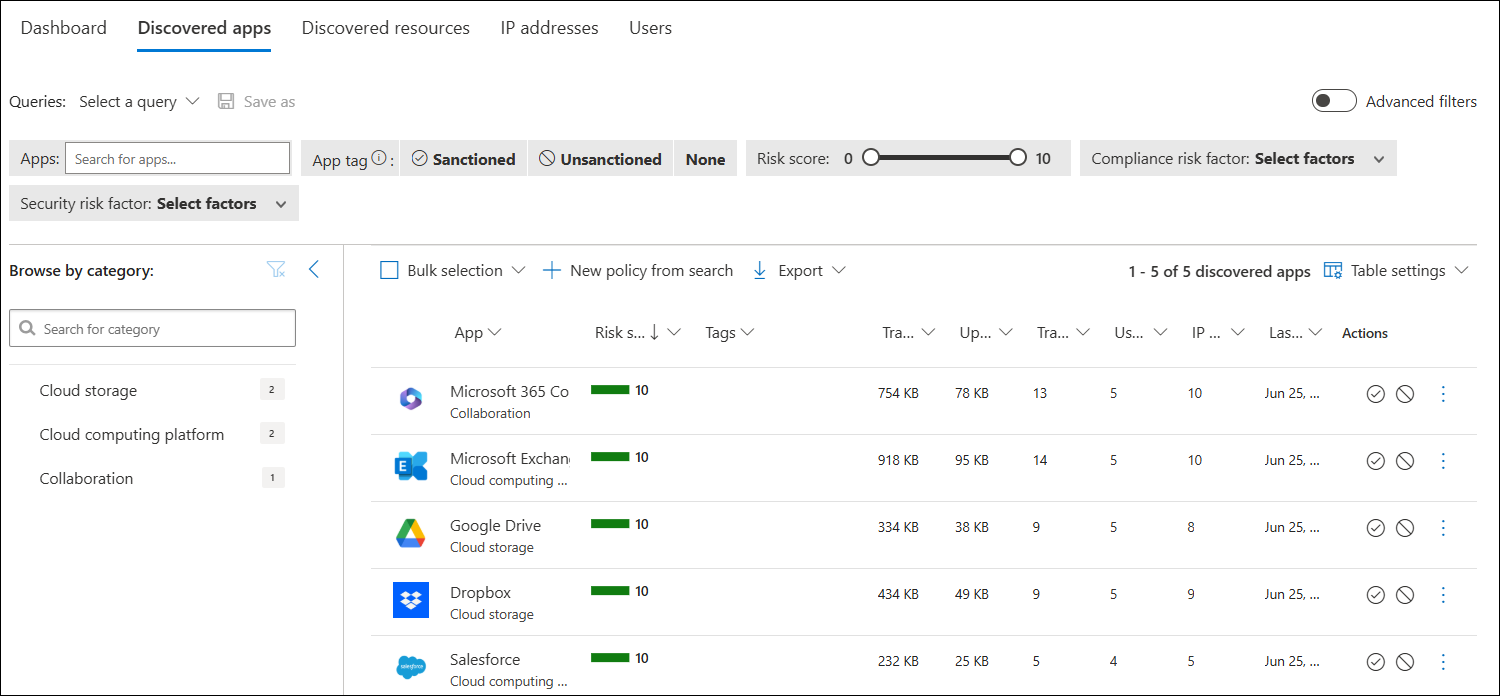 Dashboard Discovered apps Discovered resources IP addresses Users
Queries: Select a query Save as Advanced filters
Apps: Search for apps... App tag : Sanctioned Unsanctioned None Risk score: 0 10 Compliance risk factor: Select factors
Security risk factor: Select factors
Browse by category:
Search for category
Cloud storage 2
Cloud computing platform 2
Collaboration 1
Bulk selection New policy from search Export 1 - 5 of 5 discovered apps Table settings
App Risk s... Tags Tra... Up... Tra... Us... IP ... Las... Actions
Microsoft 365 Co 10 754 KB 78 KB 13 5 10 Jun 25, ...
Collaboration
E Microsoft Exchan 10 918 KB 95 KB 14 5 10 Jun 25, ...
Cloud computing ...
Google Drive 10 334 KB 38 KB 9 5 8 Jun 25, ...
Cloud storage
Dropbox 10 434 KB 49 KB 9 5 9 Jun 25, ...
Cloud storage
salesforce Salesforce 10 232 KB 25 KB 5 4 5 Jun 25, ...
Cloud computing ...